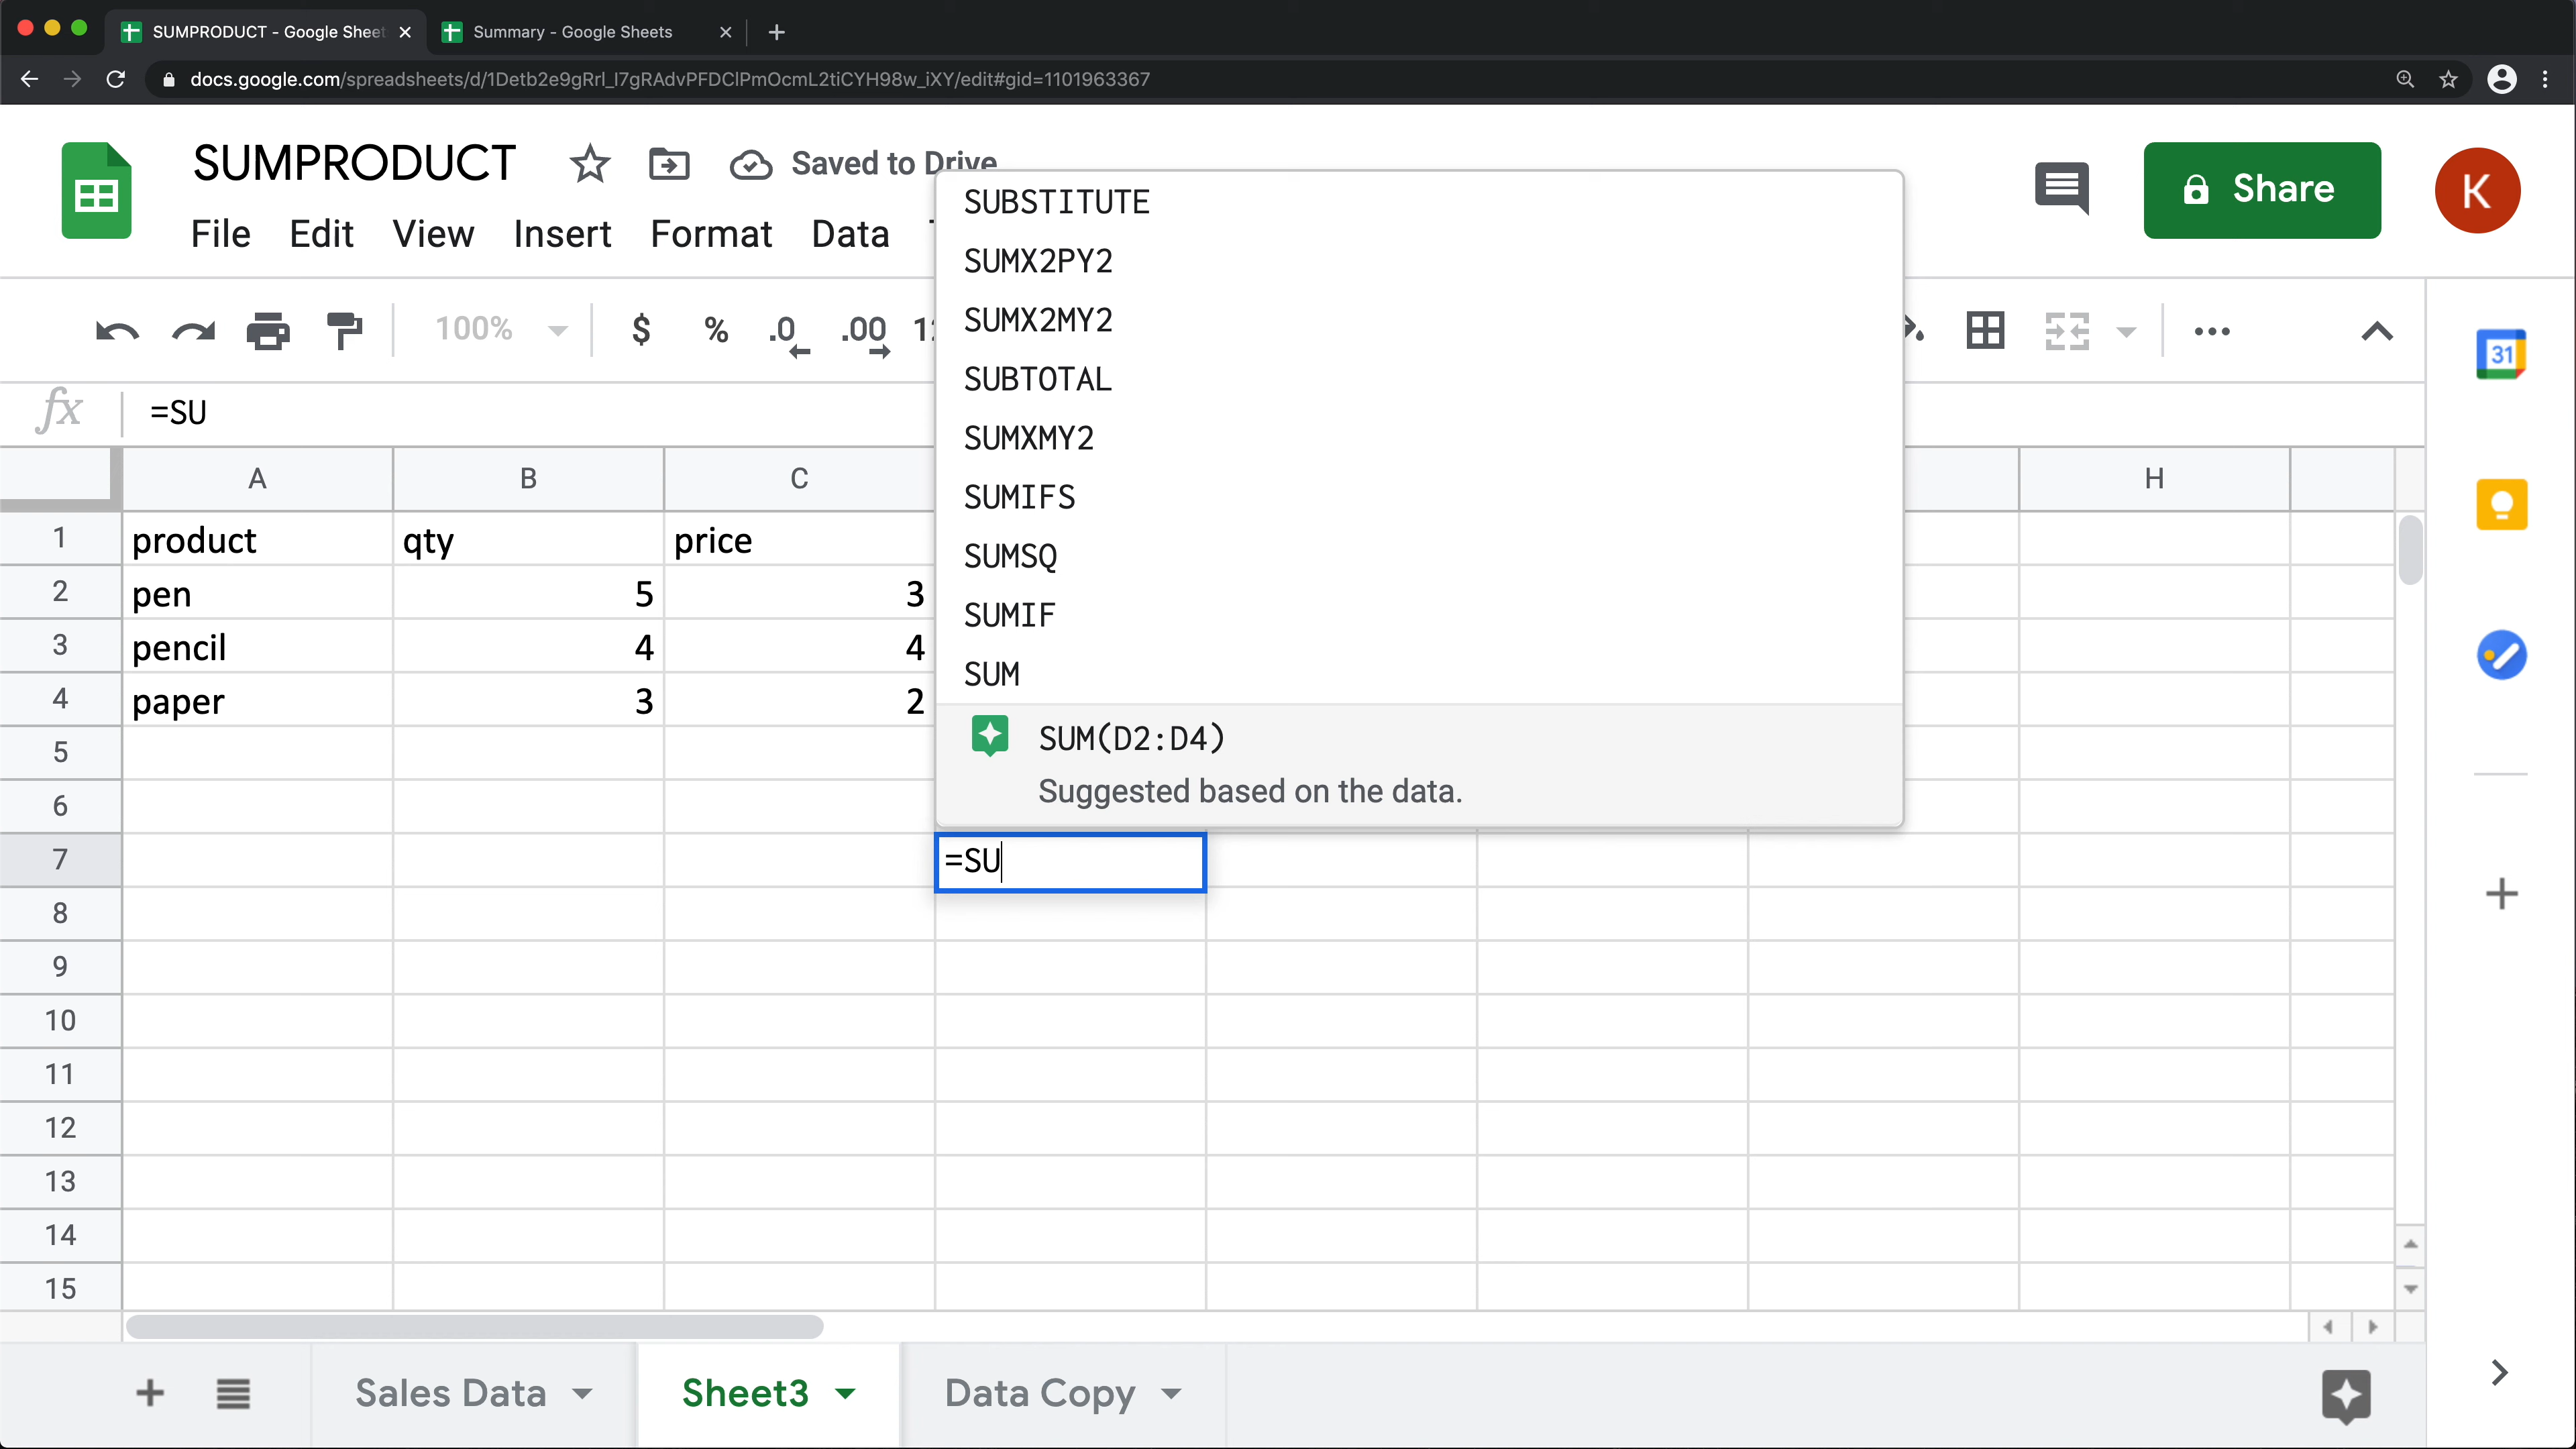 SUMPRODUCT - Google Sheet
Summary - Google Sheets
docs.google.com/spreadsheets/d/1Detb2e9gRrl_I7gRAdvPFDClPmOcmL2tiCYH98w_iXY/edit#gid=1101963367
SUMPRODUCT
Saved to Drive
File Edit View Insert Format Data
Share
K
100%
$ % .0 .00
31
fx =SU
A B C H
1 product qty price
2 pen 5 3
3 pencil 4 4
4 paper 3 2
5
6
7 =SU
8
9
10
11
12
13
14
15
SUBSTITUTE
SUMX2PY2
SUMX2MY2
SUBTOTAL
SUMXMY2
SUMIFS
SUMSQ
SUMIF
SUM
SUM(D2:D4)
Suggested based on the data.
Sales Data
Sheet3
Data Copy